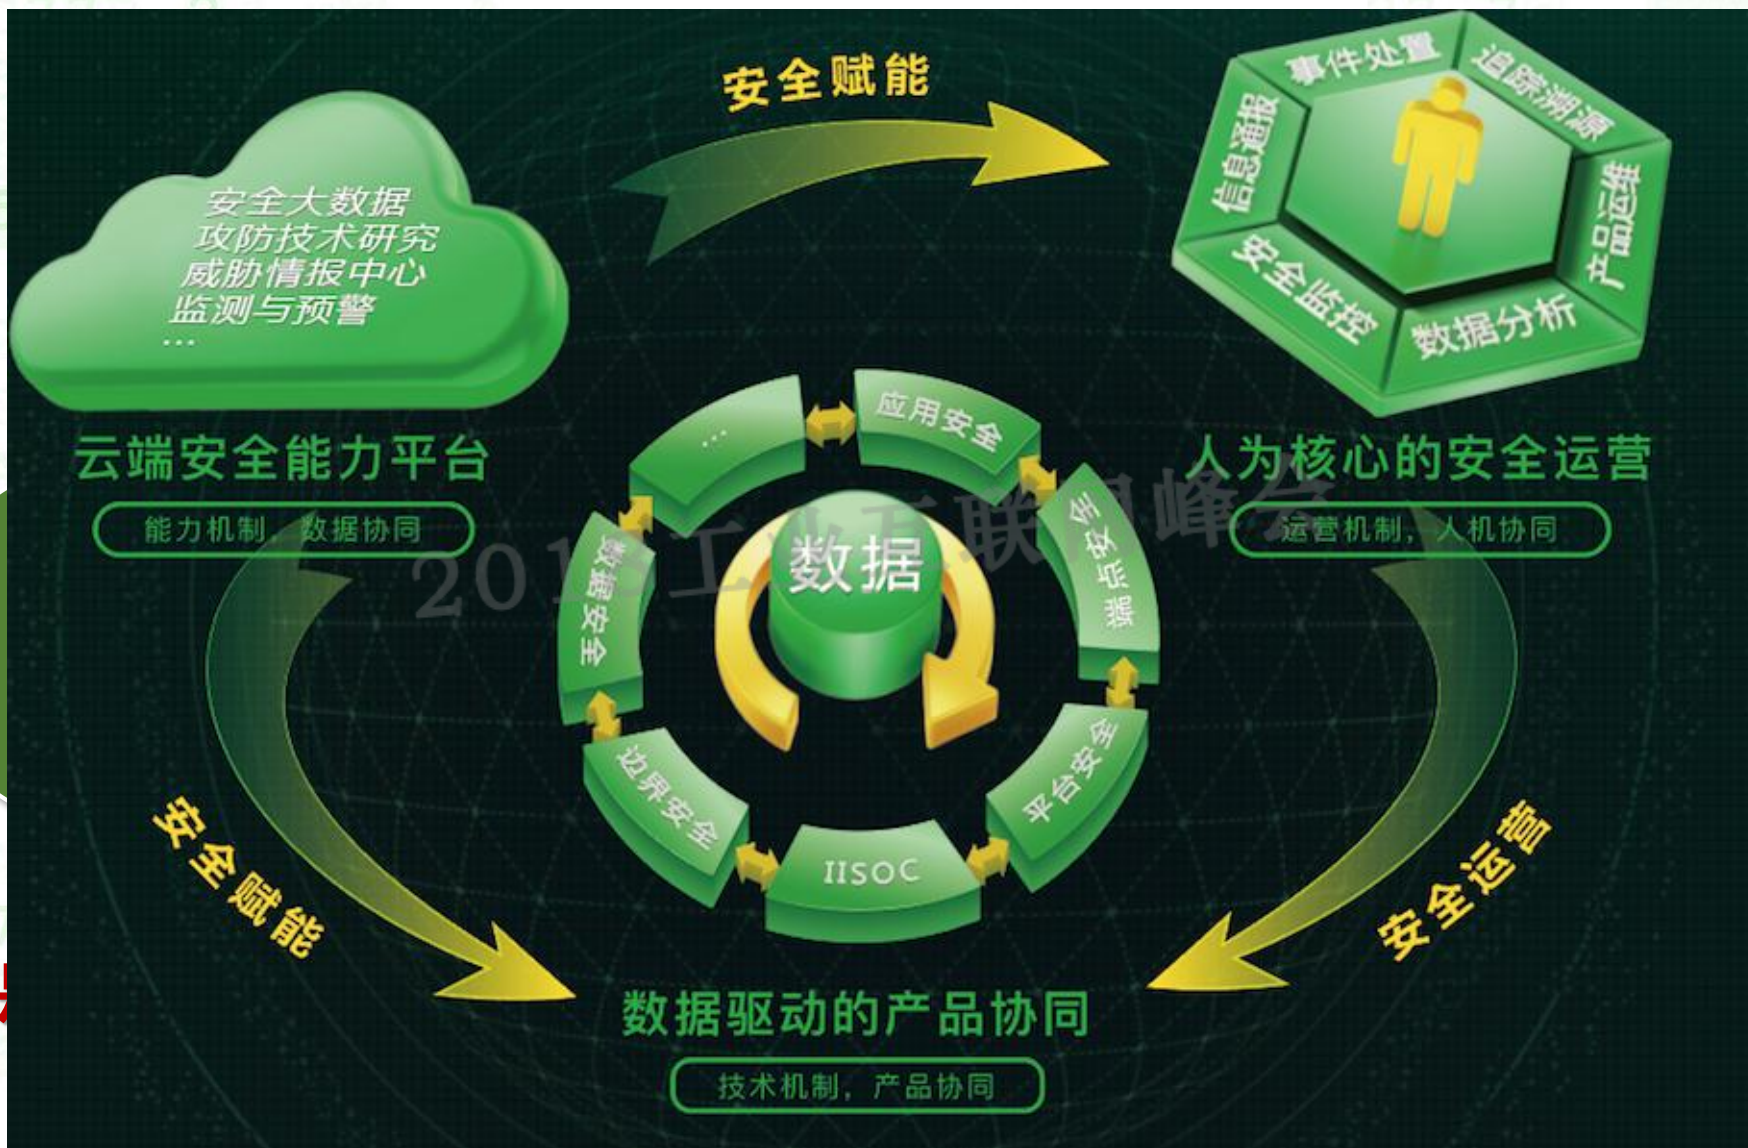 安全赋能
事件处置
追踪溯源
信息通报
产品运维
安全监控
数据分析
安全大数据
攻防技术研究
威胁情报中心
监测与预警
...
云端安全能力平台
能力机制，数据协同
人为核心的安全运营
运营机制，人机协同
...
应用安全
端点安全
平台安全
IISOC
边界安全
数据安全
数据
安全赋能
安全运营
数据驱动的产品协同
技术机制，产品协同